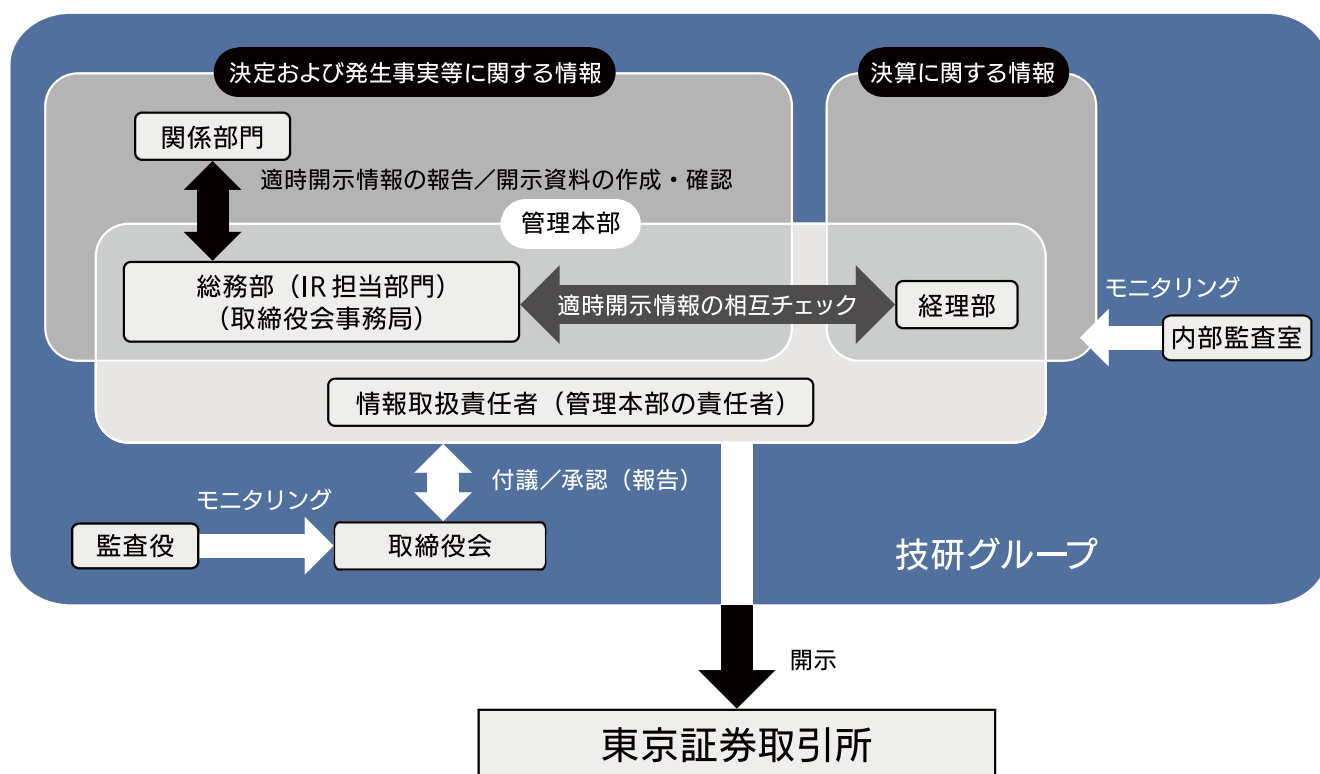 決定および発生事実等に関する情報
決算に関する情報
関係部門
適時開示情報の報告／開示資料の作成・確認
管理本部
総務部（IR 担当部門）
（取締役会事務局）
適時開示情報の相互チェック
経理部
モニタリング
内部監査室
情報取扱責任者（管理本部の責任者）
付議／承認（報告）
モニタリング
監査役
取締役会
技研グループ
開示
東京証券取引所